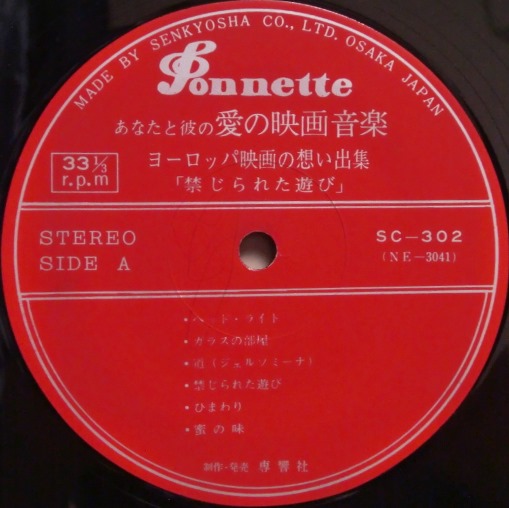 MADE BY SENKYOSHA CO., LTD. OSAKA JAPAN
Sonnette
あなたと彼の愛の映画音楽
ヨーロッパ映画の想い出集
「禁じられた遊び」
33 1/3
r.p.m
STEREO
SIDE A
SC－302
(NE－3041)
・ヘッド・ライト
・ガラスの部屋
・道(ジェルソミーナ)
・禁じられた遊び
・ひまわり
・蜜の味
制作-発売 専響社